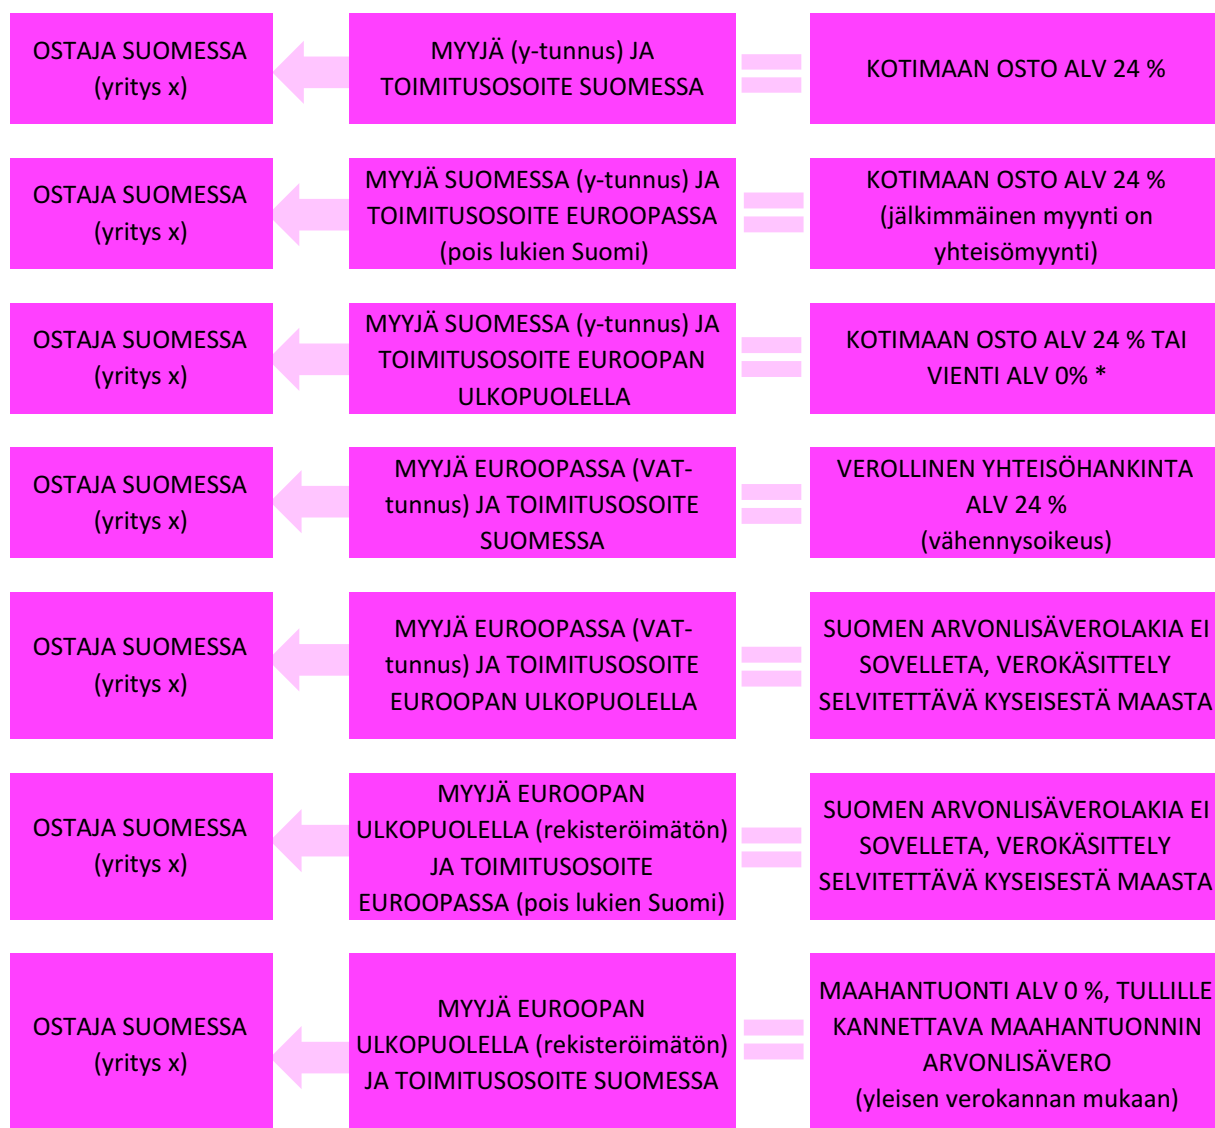 OSTAJA SUOMESSA
(yritys x)
MYYJÄ (y-tunnus) JA
TOIMITUSOSOITE SUOMESSA
KOTIMAAN OSTO ALV 24 %
OSTAJA SUOMESSA
(yritys x)
MYYJÄ SUOMESSA (y-tunnus) JA
TOIMITUSOSOITE EUROOPASSA
(pois lukien Suomi)
KOTIMAAN OSTO ALV 24 %
(jälkimmäinen myynti on
yhteisömyynti)
OSTAJA SUOMESSA
(yritys x)
MYYJÄ SUOMESSA (y-tunnus) JA
TOIMITUSOSOITE EUROOPAN
ULKOPUOLELLA
KOTIMAAN OSTO ALV 24 % TAI
VIENTI ALV 0% *
OSTAJA SUOMESSA
(yritys x)
MYYJÄ EUROOPASSA (VAT-
tunnus) JA TOIMITUSOSOITE
SUOMESSA
VEROLLINEN YHTEISÖHANKINTA
ALV 24 %
(vähennysoikeus)
OSTAJA SUOMESSA
(yritys x)
MYYJÄ EUROOPASSA (VAT-
tunnus) JA TOIMITUSOSOITE
EUROOPAN ULKOPUOLELLA
SUOMEN ARVONLISÄVEROLAKIA EI
SOVELLETA, VEROKÄSITTELY
SELVITETTÄVÄ KYSEISESTÄ MAASTA
OSTAJA SUOMESSA
(yritys x)
MYYJÄ EUROOPAN
ULKOPUOLELLA (rekisteröimätön)
JA TOIMITUSOSOITE
EUROOPASSA (pois lukien Suomi)
SUOMEN ARVONLISÄVEROLAKIA EI
SOVELLETA, VEROKÄSITTELY
SELVITETTÄVÄ KYSEISESTÄ MAASTA
OSTAJA SUOMESSA
(yritys x)
MYYJÄ EUROOPAN
ULKOPUOLELLA (rekisteröimätön)
JA TOIMITUSOSOITE SUOMESSA
MAAHANTUONTI ALV 0 %, TULLILLE
KANNETTAVA MAAHANTUONNIN
ARVONLISÄVERO
(yleisen verokannan mukaan)